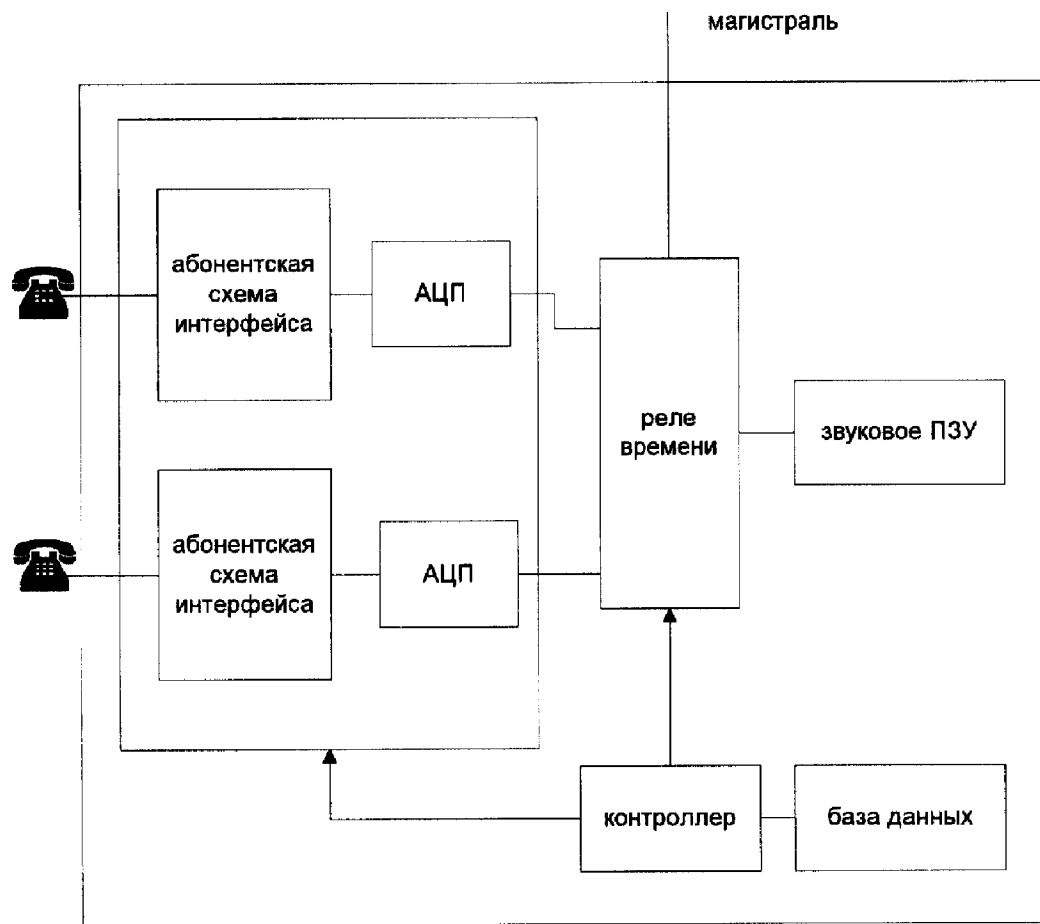 магистраль
абонентская
схема
интерфейса
АЦП
реле
времени
звуковое ПЗУ
абонентская
схема
интерфейса
АЦП
контроллер
база данных